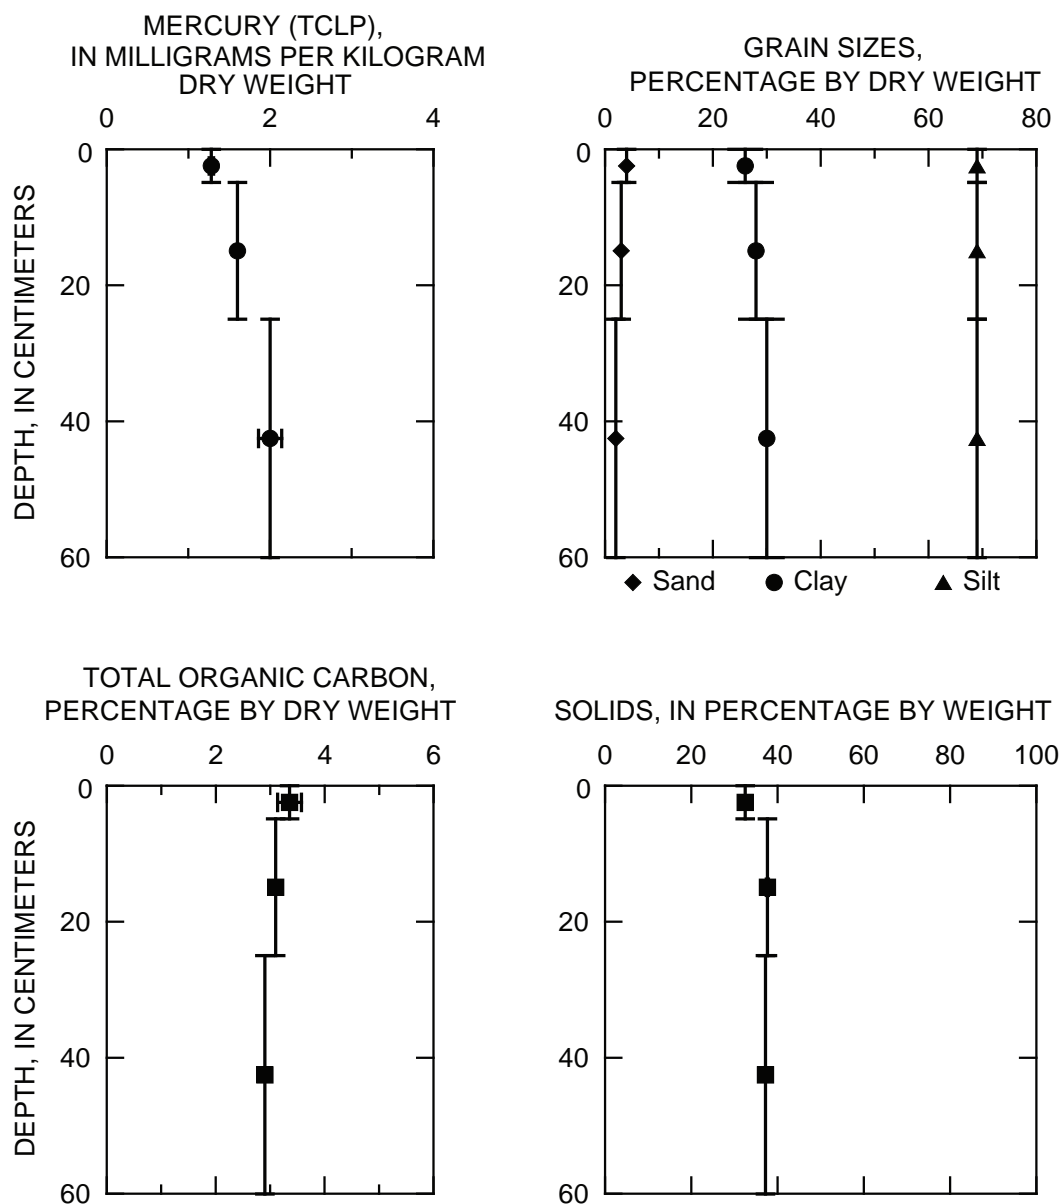 MERCURY (TCLP),
IN MILLIGRAMS PER KILOGRAM
DRY WEIGHT
0 2 4
0
20
40
60
DEPTH, IN CENTIMETERS
GRAIN SIZES,
PERCENTAGE BY DRY WEIGHT
0 20 40 60 80
0
20
40
60
Sand Clay Silt
TOTAL ORGANIC CARBON,
PERCENTAGE BY DRY WEIGHT
0 2 4 6
0
20
40
60
DEPTH, IN CENTIMETERS
SOLIDS, IN PERCENTAGE BY WEIGHT
0 20 40 60 80 100
0
20
40
60